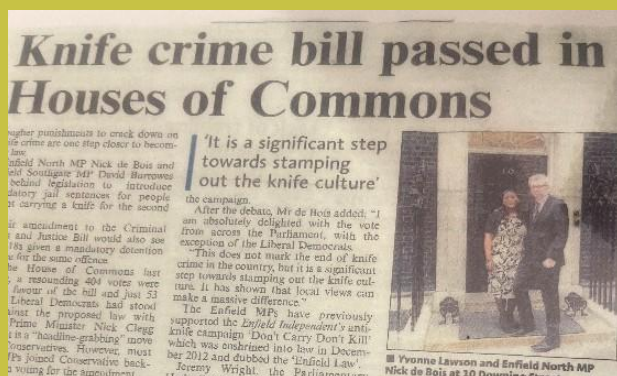 Knife crime bill passed in
Houses of Commons
punishments to crack down on
crime are one step closer to becom-
law.
Enfield North MP Nick de Bois and
Southgate MP David Burrowes
behind legislation to introduce
jail sentences for people
carrying a knife for the second
amendment to the Criminal
and Justice Bill would also see
given a mandatory detention
for the same offence.
House of Commons last
a resounding 404 votes were
favour of the bill and just 53
Liberal Democrats had stood
the proposed law with
Prime Minister Nick Clegg
it is a "headline-grabbing" move
Conservatives. However, most
MPs joined Conservative back-
voting for the amendment
'It is a significant step
towards stamping
out the knife culture'
the campaign.
After the debate, Mr de Bois added: "I
am absolutely delighted with the vote
from across the Parliament, with the
exception of the Liberal Democrats.
"This does not mark the end of knife
crime in the country, but it is a significant
step towards stamping out the knife cul-
ture. It has shown that local views can
make a massive difference."
The Enfield MPs have previously
supported the Enfield Independent's anti-
knife campaign 'Don't Carry Don't Kill'
which was enshrined into law in Decem-
ber 2012 and dubbed the 'Enfield Law'.
Jeremy Wright, the Parliamentary
10
■ Yvonne Lawson and Enfield North MP
Nick de Bois at 10 Downing